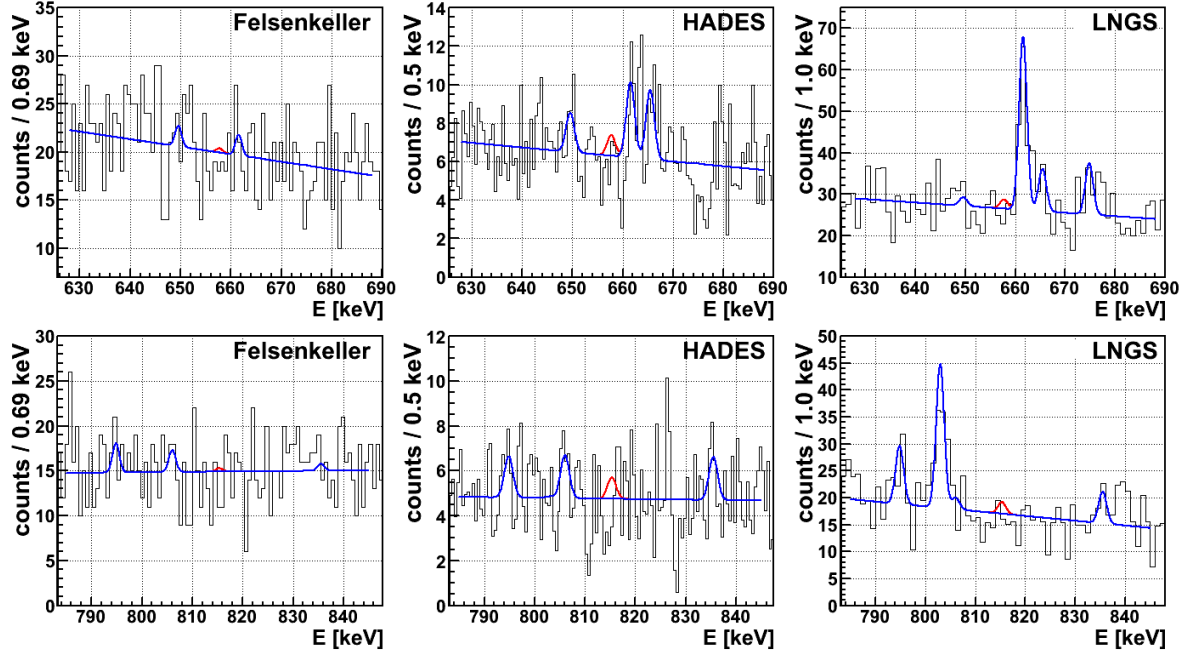 Felsenkeller
counts / 0.69 keV
35
30
25
20
15
10
630 640 650 660 670 680 690
E [keV]
HADES
counts / 0.5 keV
14
12
10
8
6
4
2
0
630 640 650 660 670 680 690
E [keV]
LNGS
counts / 1.0 keV
70
60
50
40
30
20
10
630 640 650 660 670 680 690
E [keV]
Felsenkeller
counts / 0.69 keV
30
25
20
15
10
5
0
790 800 810 820 830 840
E [keV]
HADES
counts / 0.5 keV
12
10
8
6
4
2
0
790 800 810 820 830 840
E [keV]
LNGS
counts / 1.0 keV
50
45
40
35
30
25
20
15
10
5
0
790 800 810 820 830 840
E [keV]